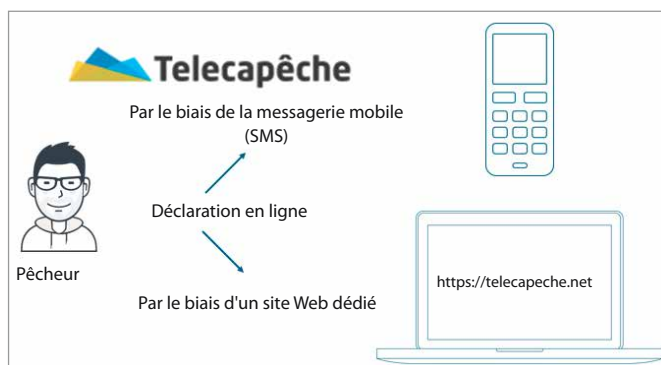 Telecapêche
Par le biais de la messagerie mobile
(SMS)
Déclaration en ligne
Pêcheur
https://telecapeche.net
Par le biais d'un site Web dédié